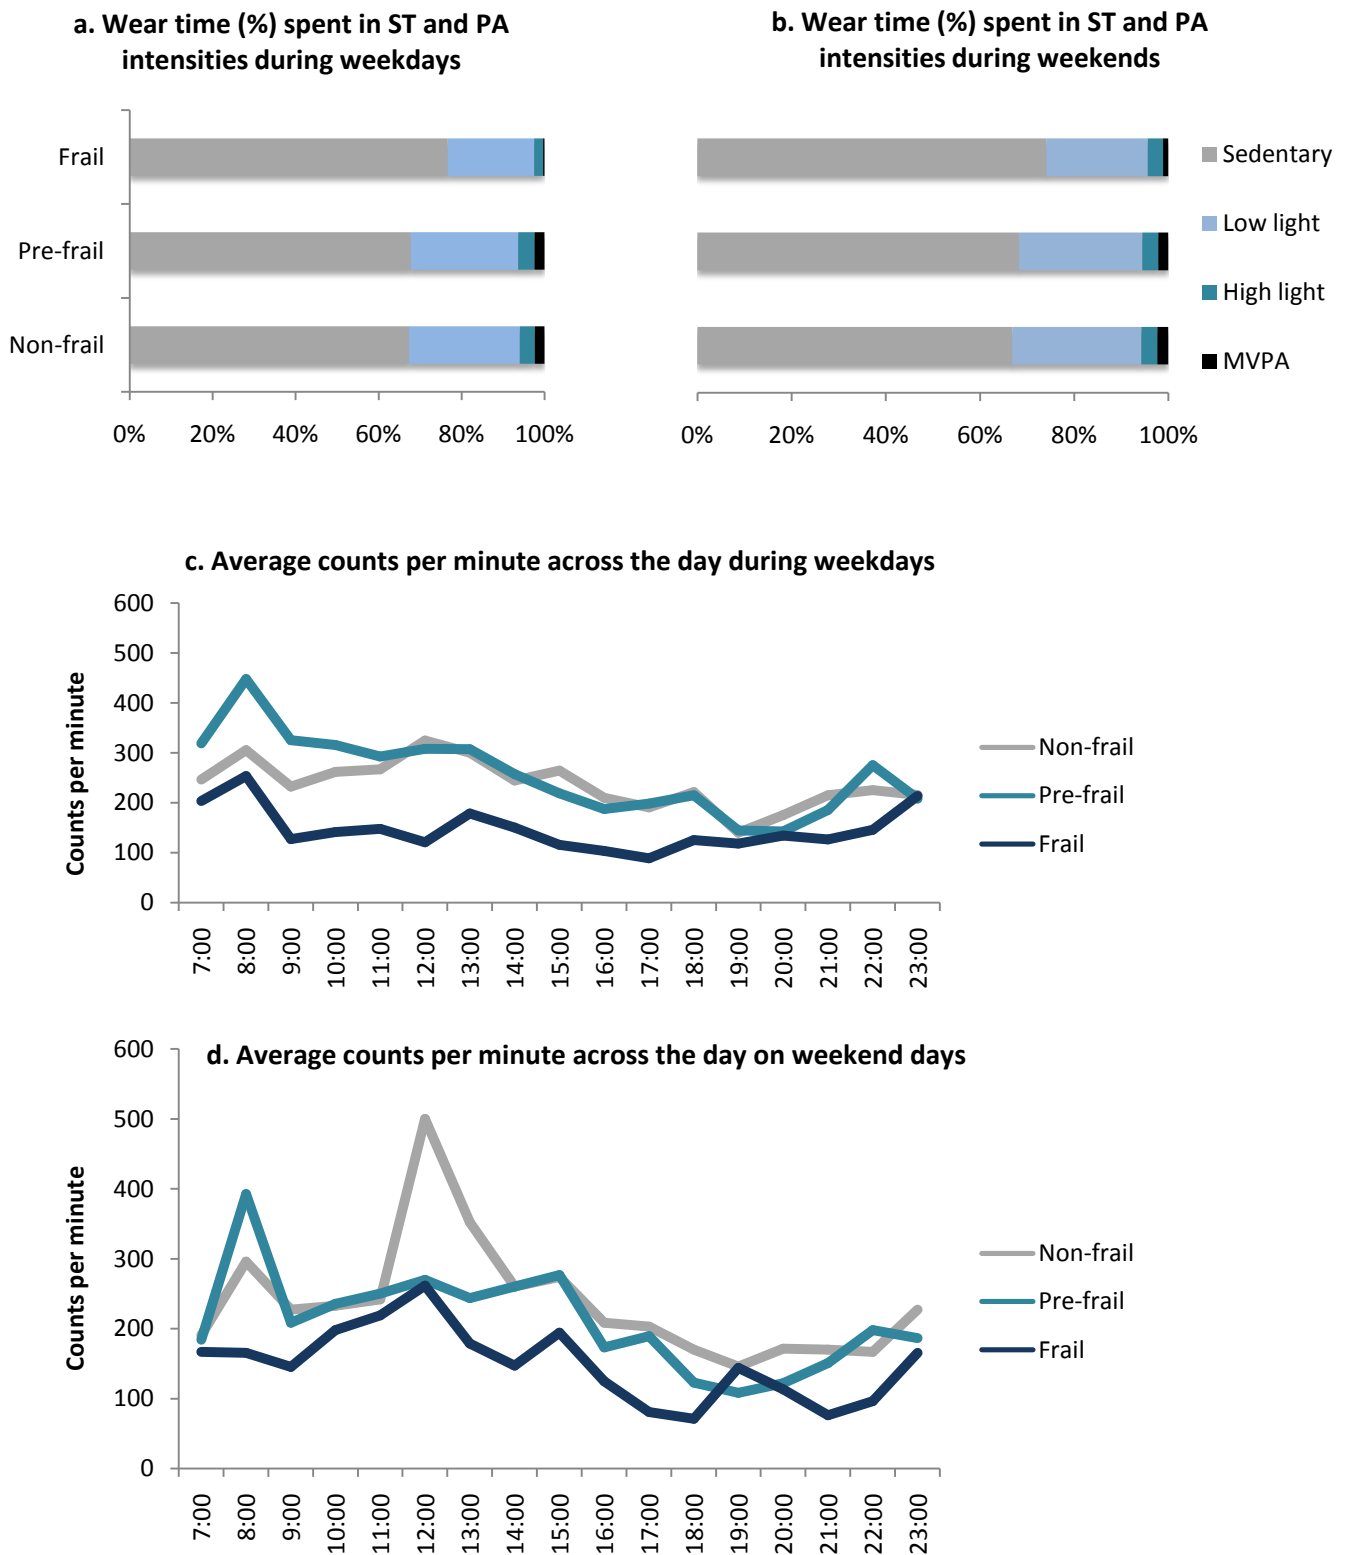 a. Wear time (%) spent in ST and PA
intensities during weekdays
b. Wear time (%) spent in ST and PA
intensities during weekends
Frail
Pre-frail
Non-frail
0% 20% 40% 60% 80% 100%
0% 20% 40% 60% 80% 100%
Sedentary
Low light
High light
MVPA
c. Average counts per minute across the day during weekdays
Counts per minute
600
500
400
300
200
100
0
7:00
8:00
9:00
10:00
11:00
12:00
13:00
14:00
15:00
16:00
17:00
18:00
19:00
20:00
21:00
22:00
23:00
Non-frail
Pre-frail
Frail
d. Average counts per minute across the day on weekend days
Counts per minute
600
500
400
300
200
100
0
7:00
8:00
9:00
10:00
11:00
12:00
13:00
14:00
15:00
16:00
17:00
18:00
19:00
20:00
21:00
22:00
23:00
Non-frail
Pre-frail
Frail